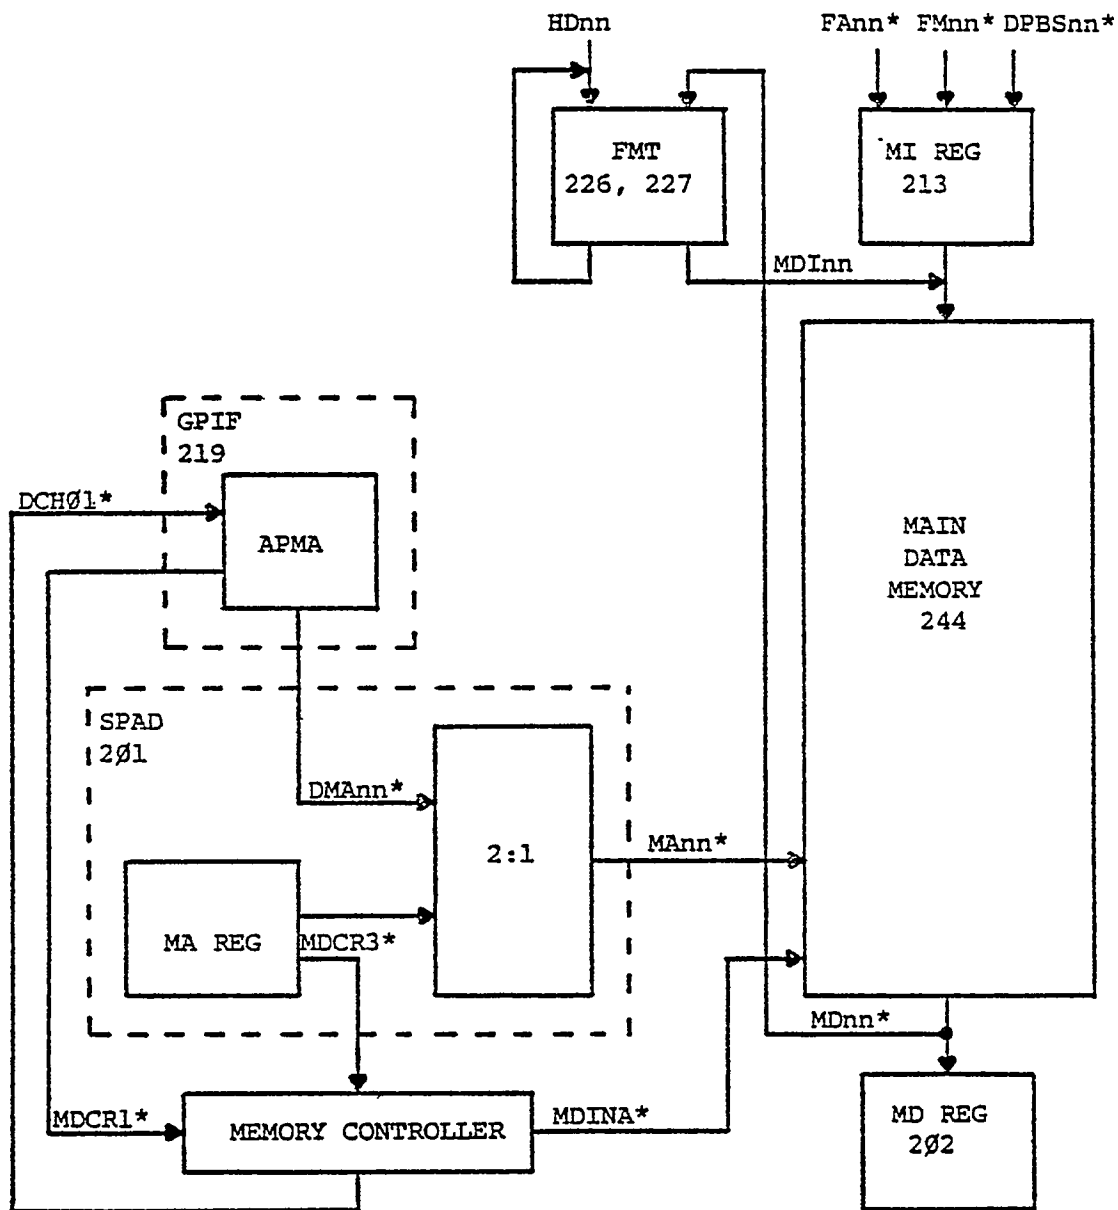 HDnn
FAnn* FMnn* DPBSnn*
FMT
226, 227
MI REG
213
MDInn
GPIF
219
DCHØ1*
APMA
MAIN
DATA
MEMORY
244
SPAD
2Ø1
DMAnn*
2:1
MAnn*
MA REG
MDCR3*
MDnn*
MDCR1*
MEMORY CONTROLLER
MDINA*
MD REG
2Ø2